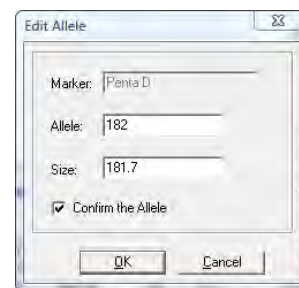 Edit Allele
Marker: Penta D
Allele: 182
Size: 181.7
Confirm the Allele
OK Cancel